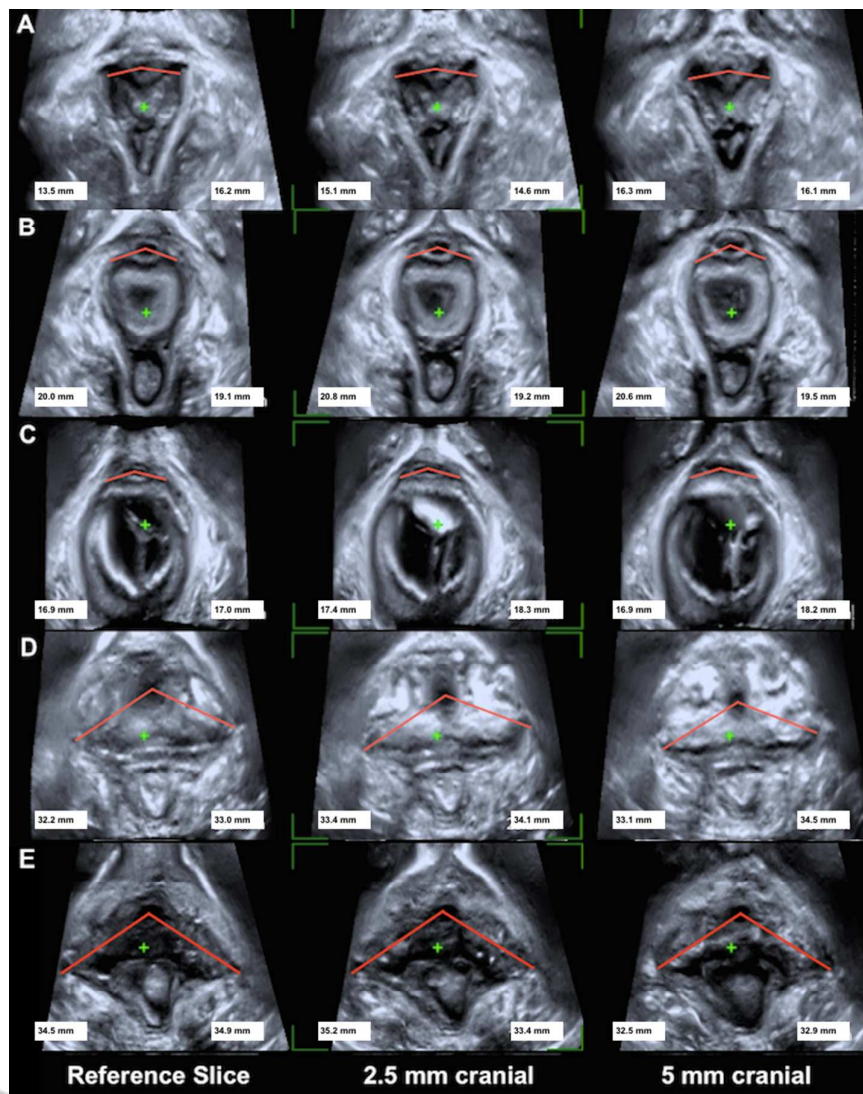 A
13.5 mm 16.2 mm 15.1 mm 14.6 mm 16.3 mm 16.1 mm
B
20.0 mm 19.1 mm 20.8 mm 19.2 mm 20.6 mm 19.5 mm
C
16.9 mm 17.0 mm 17.4 mm 18.3 mm 16.9 mm 18.2 mm
D
32.2 mm 33.0 mm 33.4 mm 34.1 mm 33.1 mm 34.5 mm
E
34.5 mm 34.9 mm 35.2 mm 33.4 mm 32.5 mm 32.9 mm
Reference Slice 2.5 mm cranial 5 mm cranial